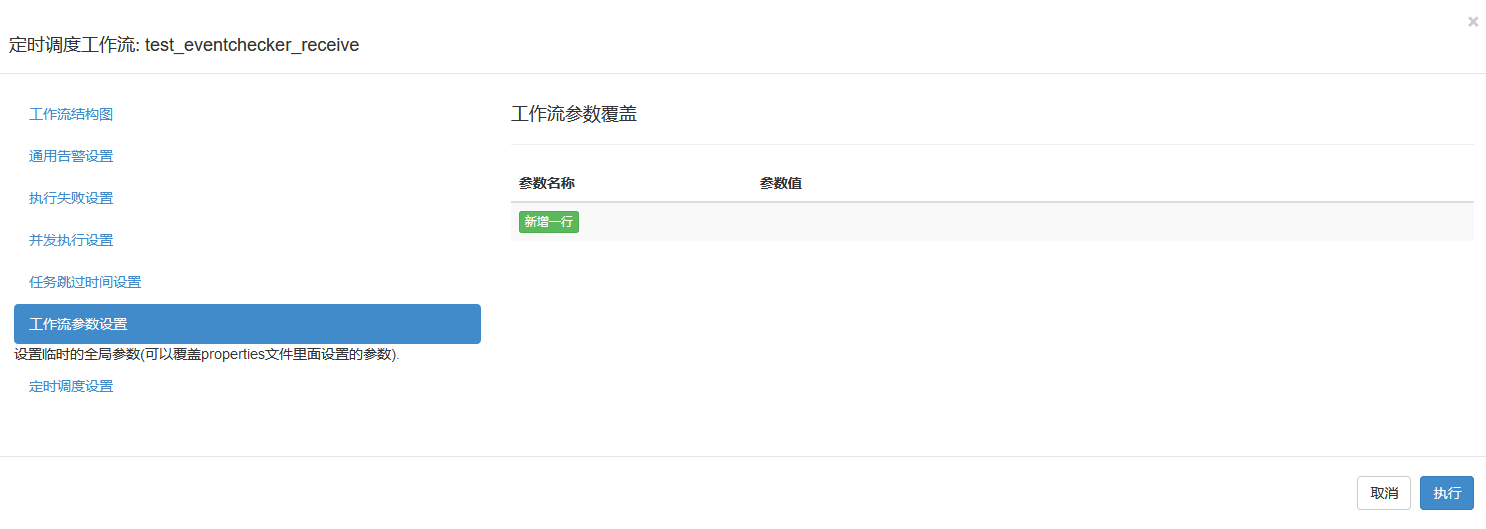 ×
定时调度工作流: test_eventchecker_receive
工作流结构图
通用告警设置
执行失败设置
并发执行设置
任务跳过时间设置
工作流参数设置
设置临时的全局参数(可以覆盖properties文件里面设置的参数).
定时调度设置
工作流参数覆盖
参数名称 参数值
新增一行
取消 执行